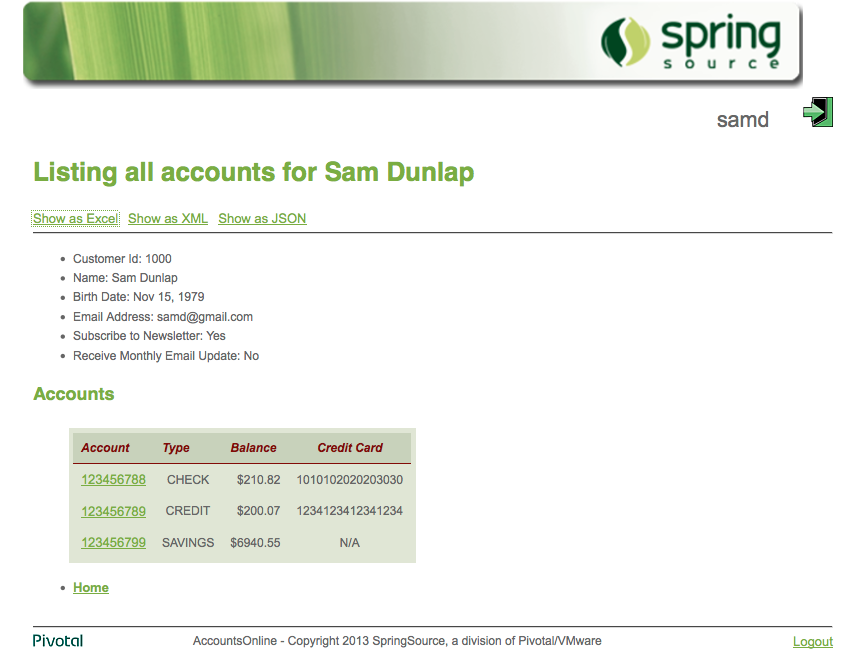 spring
source
samd
Listing all accounts for Sam Dunlap
Show as Excel Show as XML Show as JSON
Customer Id: 1000
Name: Sam Dunlap
Birth Date: Nov 15, 1979
Email Address: samd@gmail.com
Subscribe to Newsletter: Yes
Receive Monthly Email Update: No
Accounts
Account Type Balance Credit Card
123456788 CHECK $210.82 1010102020203030
123456789 CREDIT $200.07 1234123412341234
123456799 SAVINGS $6940.55 N/A
Home
Pivotal AccountsOnline - Copyright 2013 SpringSource, a division of Pivotal/VMware Logout